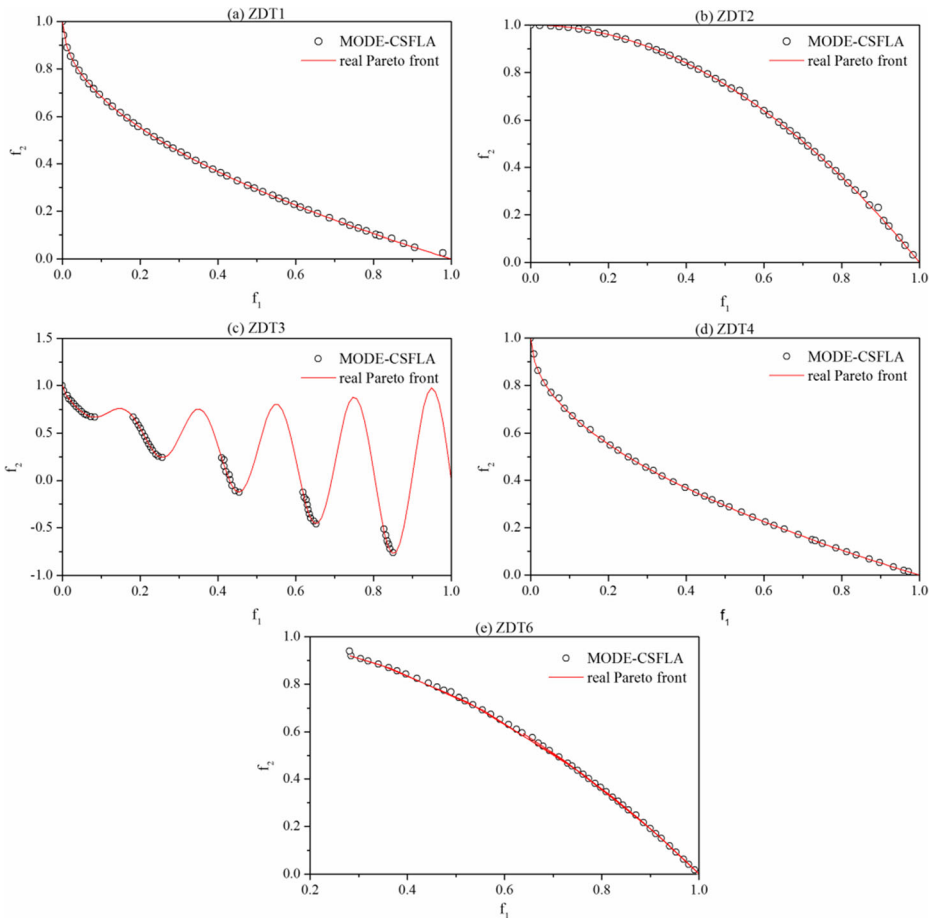 (a) ZDT1
1.0
0.8
0.6
0.4
0.2
0.0
f2
MODE-CSFLA
real Pareto front
0.0 0.2 0.4 0.6 0.8 1.0
f1
(b) ZDT2
1.0
0.8
0.6
0.4
0.2
0.0
f2
MODE-CSFLA
real Pareto front
0.0 0.2 0.4 0.6 0.8 1.0
f1
(c) ZDT3
1.5
1.0
0.5
0.0
-0.5
-1.0
f2
MODE-CSFLA
real Pareto front
0.0 0.2 0.4 0.6 0.8 1.0
f1
(d) ZDT4
1.0
0.8
0.6
0.4
0.2
0.0
f2
MODE-CSFLA
real Pareto front
0.0 0.2 0.4 0.6 0.8 1.0
f1
(e) ZDT6
1.0
0.8
0.6
0.4
0.2
0.0
f2
MODE-CSFLA
real Pareto front
0.2 0.4 0.6 0.8 1.0
f1